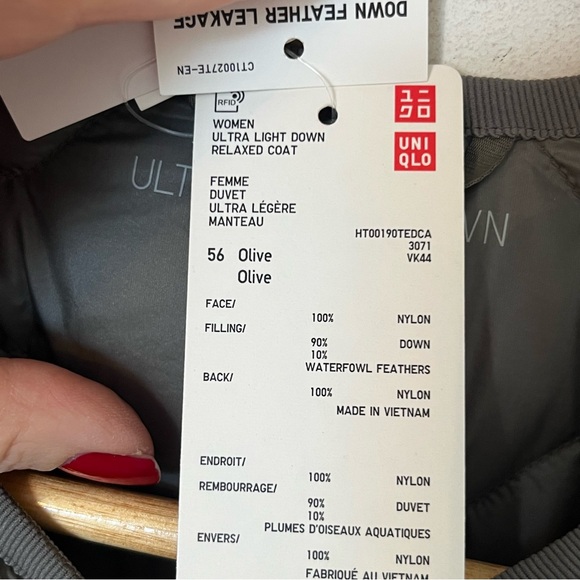 DOWN FEATHER LEAKAGE
CT10027TE-EN
RFID
ユニ
クロ
UNI
QLO
WOMEN
ULTRA LIGHT DOWN
RELAXED COAT
FEMME
DUVET
ULTRA LÉGÈRE
MANTEAU
HT00190TEDCA
3071
VK44
56 Olive
Olive
FACE/
100% NYLON
FILLING/
90% DOWN
10%
WATERFOWL FEATHERS
BACK/
100% NYLON
MADE IN VIETNAM
ENDROIT/
100% NYLON
REMBOURRAGE/
90% DUVET
10%
PLUMES D'OISEAUX AQUATIQUES
ENVERS/
100% NYLON
FABRIQUÉ AU VIETNAM
ULT
WN